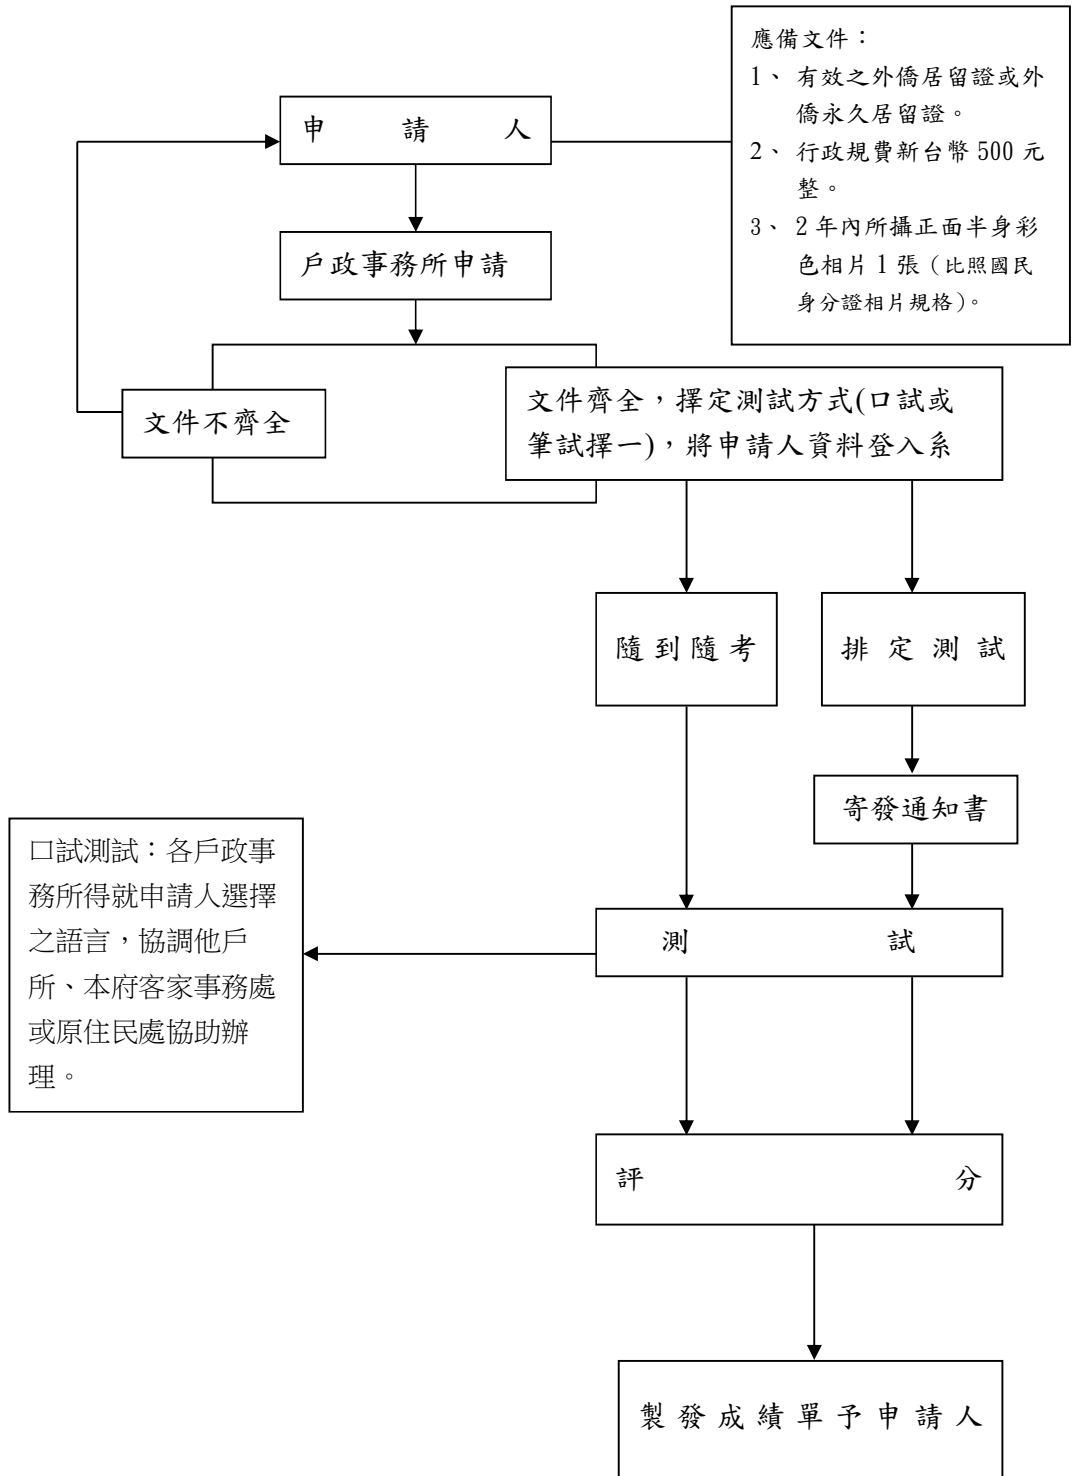 應備文件：
1、 有效之外僑居留證或外
僑永久居留證。
2、 行政規費新台幣 500 元
整。
3、 2 年內所攝正面半身彩
色相片 1 張（比照國民
身分證相片規格）。
申 請 人
戶政事務所申請
文件不齊全
文件齊全，擇定測試方式(口試或
筆試擇一)，將申請人資料登入系
隨到隨考
排定測試
寄發通知書
口試測試：各戶政事
務所得就申請人選擇
之語言，協調他戶
所、本府客家事務處
或原住民處協助辦
理。
測 試
評 分
製發成績單予申請人